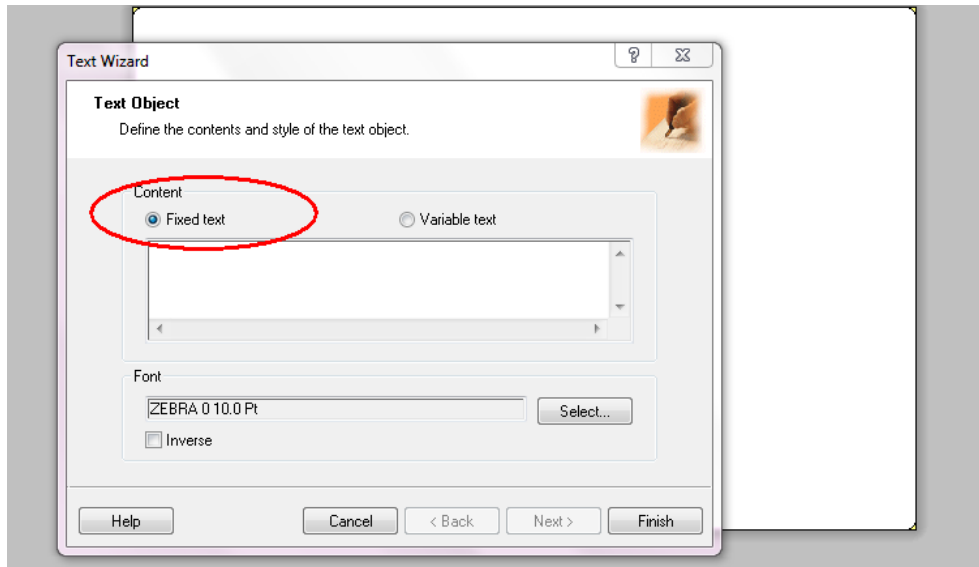 Text Wizard
Text Object
Define the contents and style of the text object.
Content
Fixed text Variable text
Font
ZEBRA 0 10.0 Pt Select...
Inverse
Help Cancel < Back Next > Finish